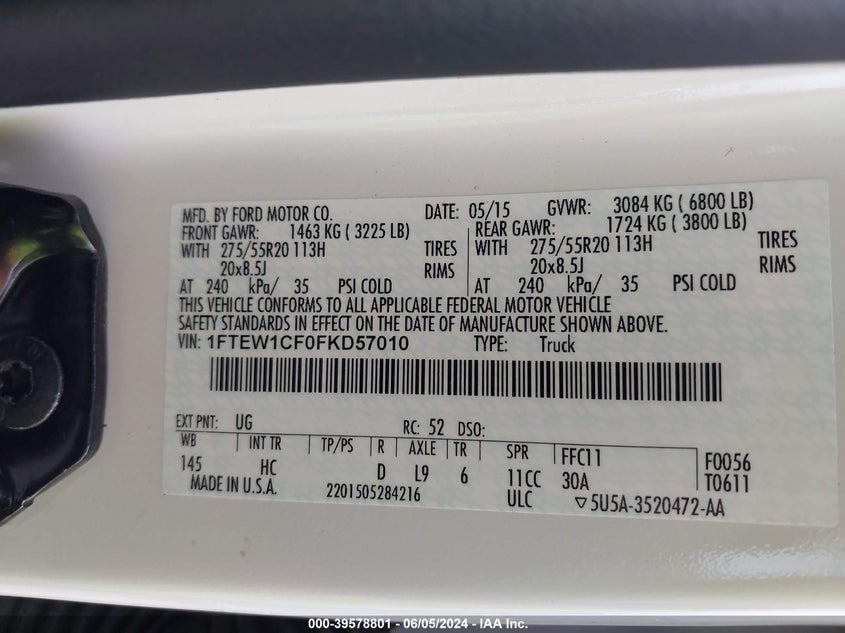 MFD. BY FORD MOTOR CO. DATE: 05/15 GVWR: 3084 KG ( 6800 LB)
FRONT GAWR: 1463 KG ( 3225 LB) REAR GAWR: 1724 KG ( 3800 LB)
WITH 275/55R20 113H TIRES WITH 275/55R20 113H TIRES
20x8.5J RIMS 20x8.5J RIMS
AT 240 kPa/ 35 PSI COLD AT 240 kPa/ 35 PSI COLD
THIS VEHICLE CONFORMS TO ALL APPLICABLE FEDERAL MOTOR VEHICLE
SAFETY STANDARDS IN EFFECT ON THE DATE OF MANUFACTURE SHOWN ABOVE.
VIN: 1FTEW1CF0FKD57010 TYPE: Truck
EXT PNT: UG RC: 52 DSO:
WB INT TR TP/PS R AXLE TR SPR FFC11 F0056
145 HC D L9 6 11CC 30A T0611
MADE IN U.S.A. 2201505284216 ULC ▽5U5A-3520472-AA
000-39578801 - 06/05/2024 - IAA Inc.